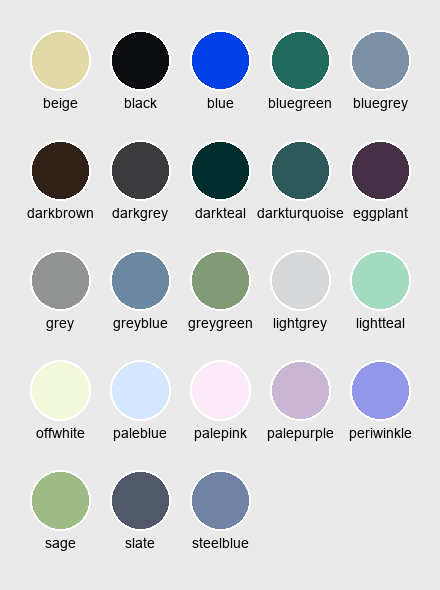 beige black blue bluegreen bluegrey
darkbrown darkgrey darkteal darkturquoise eggplant
grey greyblue greygreen lightgrey lightteal
offwhite paleblue palepink palepurple periwinkle
sage slate steelblue